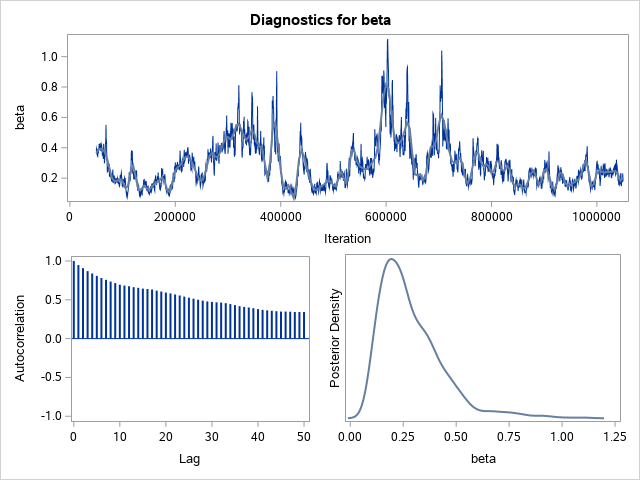 Diagnostics for beta
beta
1.0
0.8
0.6
0.4
0.2
0 200000 400000 600000 800000 1000000
Iteration
Autocorrelation
1.0
0.5
0.0
-0.5
-1.0
0 10 20 30 40 50
Lag
Posterior Density
0.00 0.25 0.50 0.75 1.00 1.25
beta